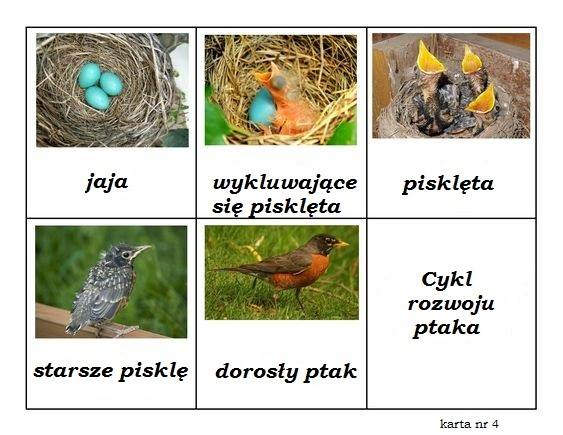 jaja
wykluwające
się pisklęta
pisklęta
starsze pisklę
dorosły ptak
Cykl
rozwoju
ptaka
karta nr 4